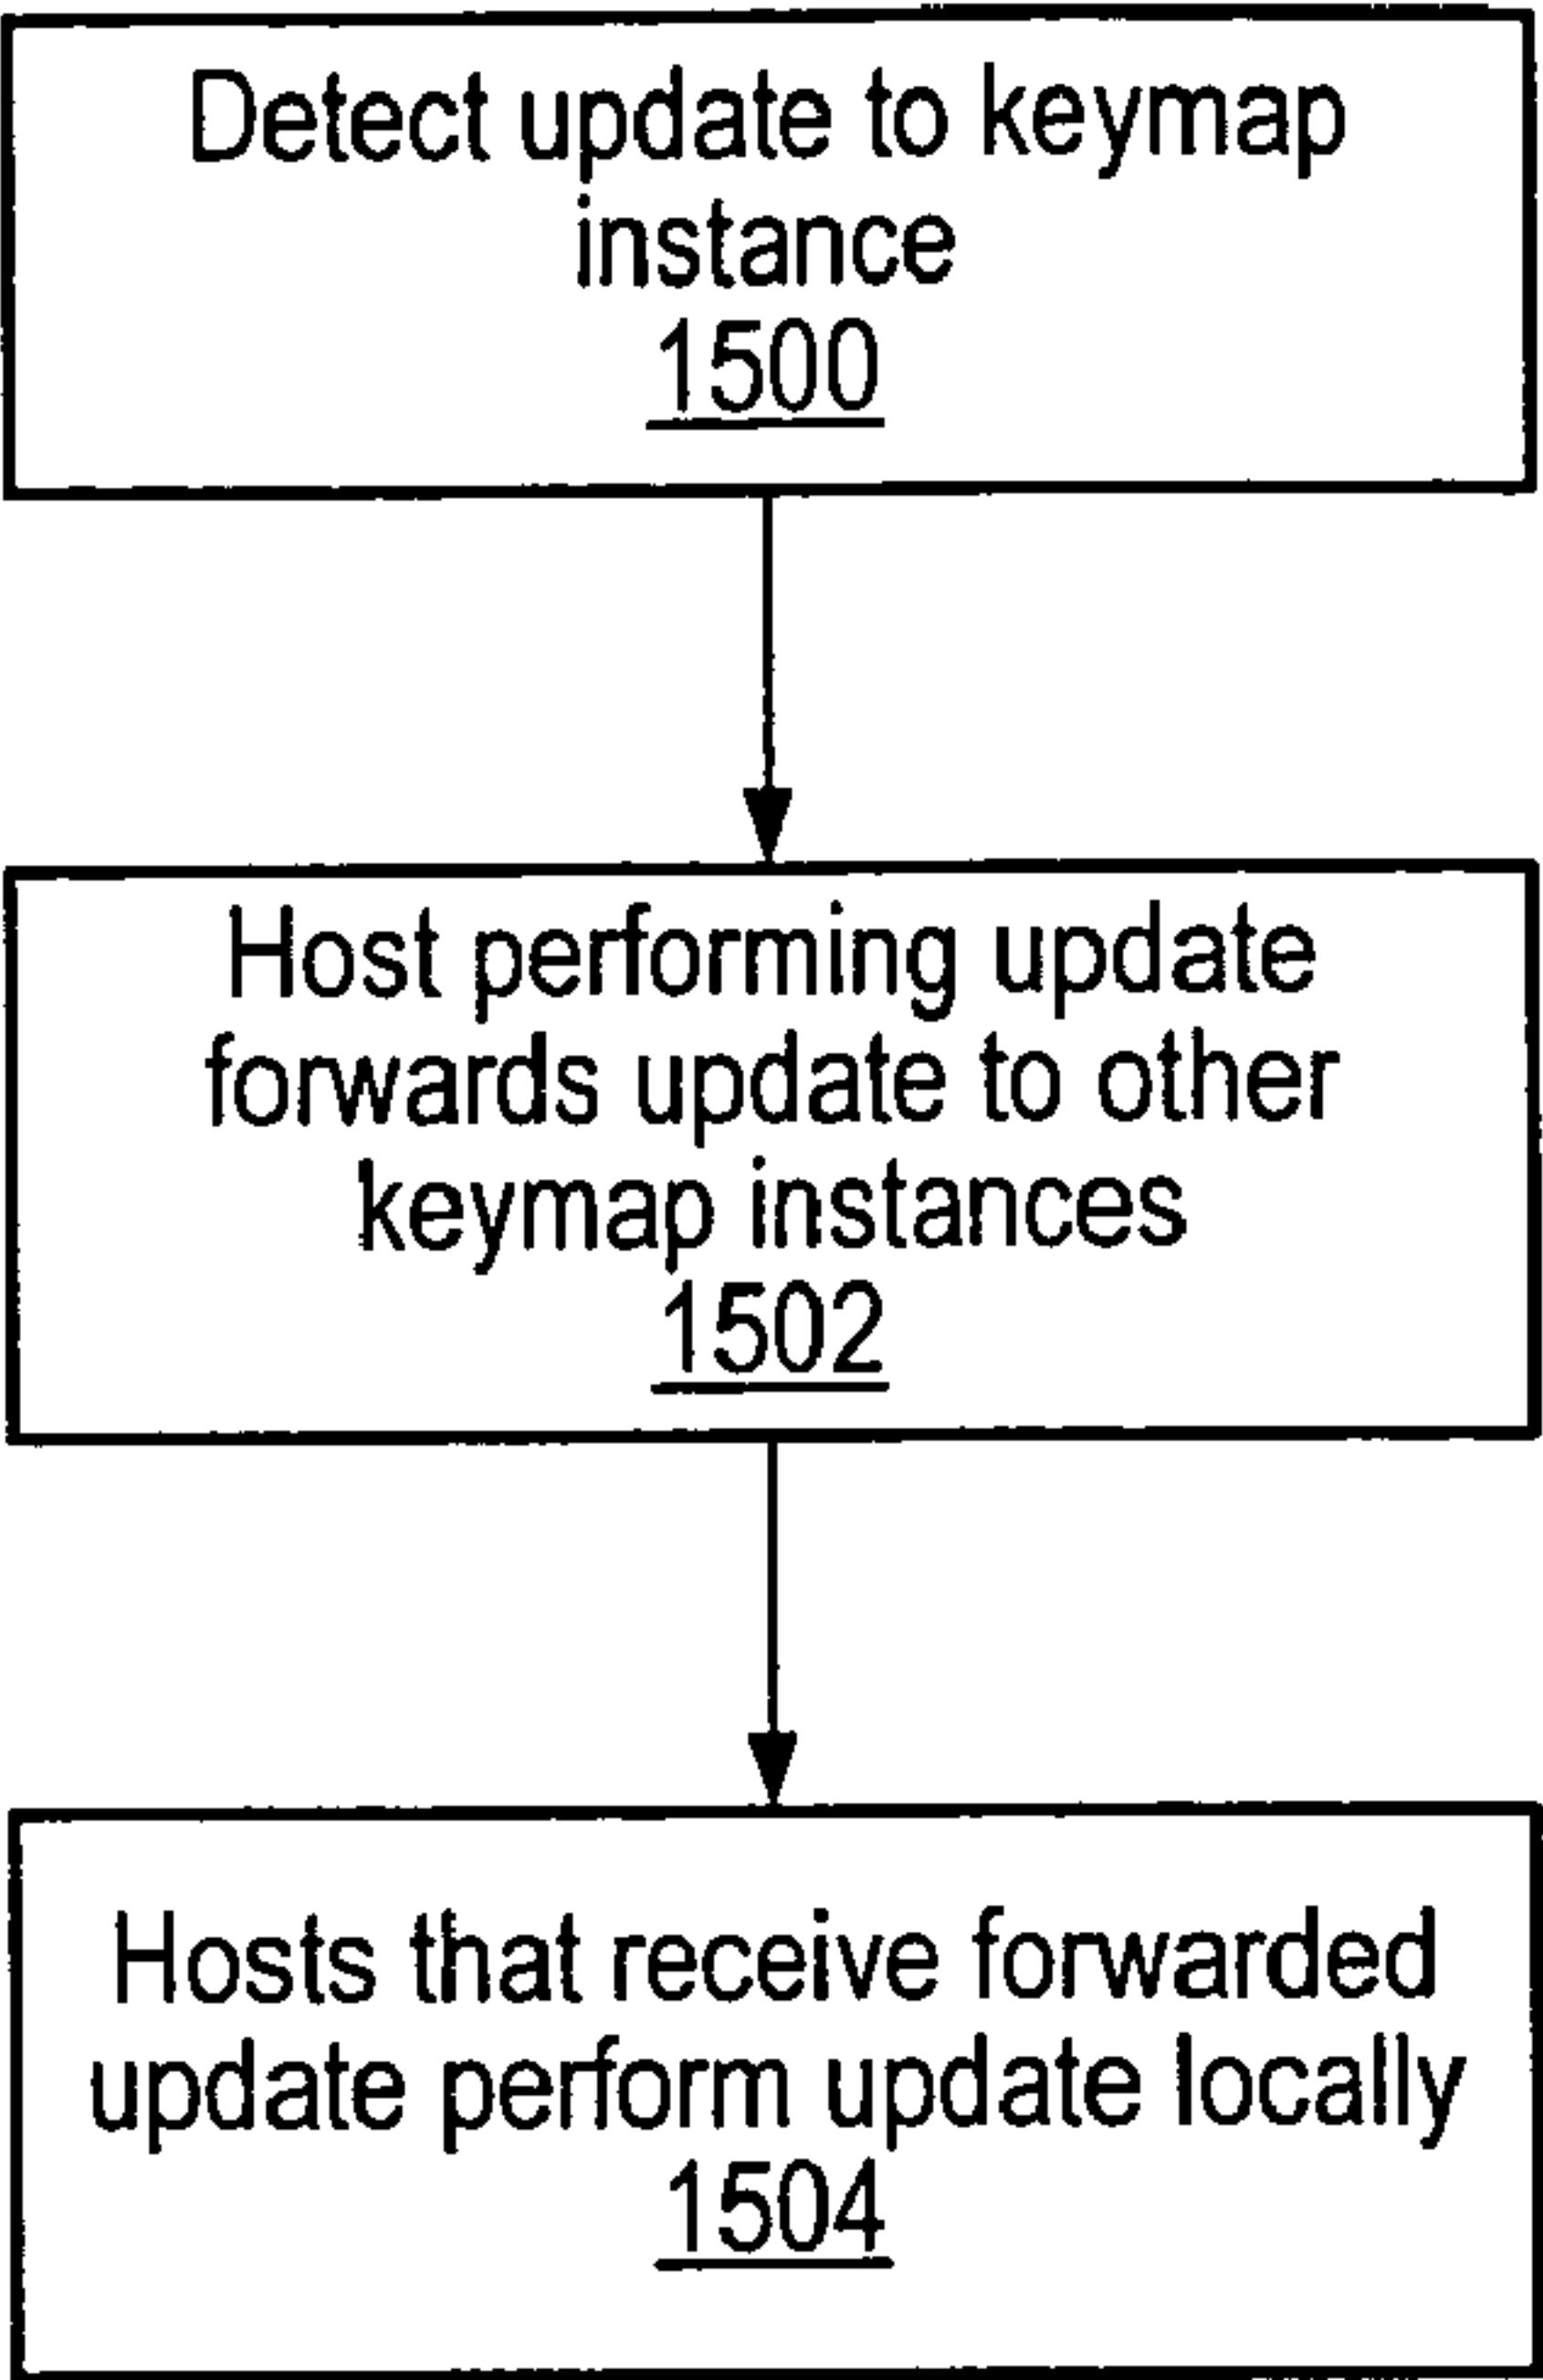 Detect update to keymap
instance
1500
Host performing update
forwards update to other
keymap instances
1502
Hosts that receive forwarded
update perform update locally
1504